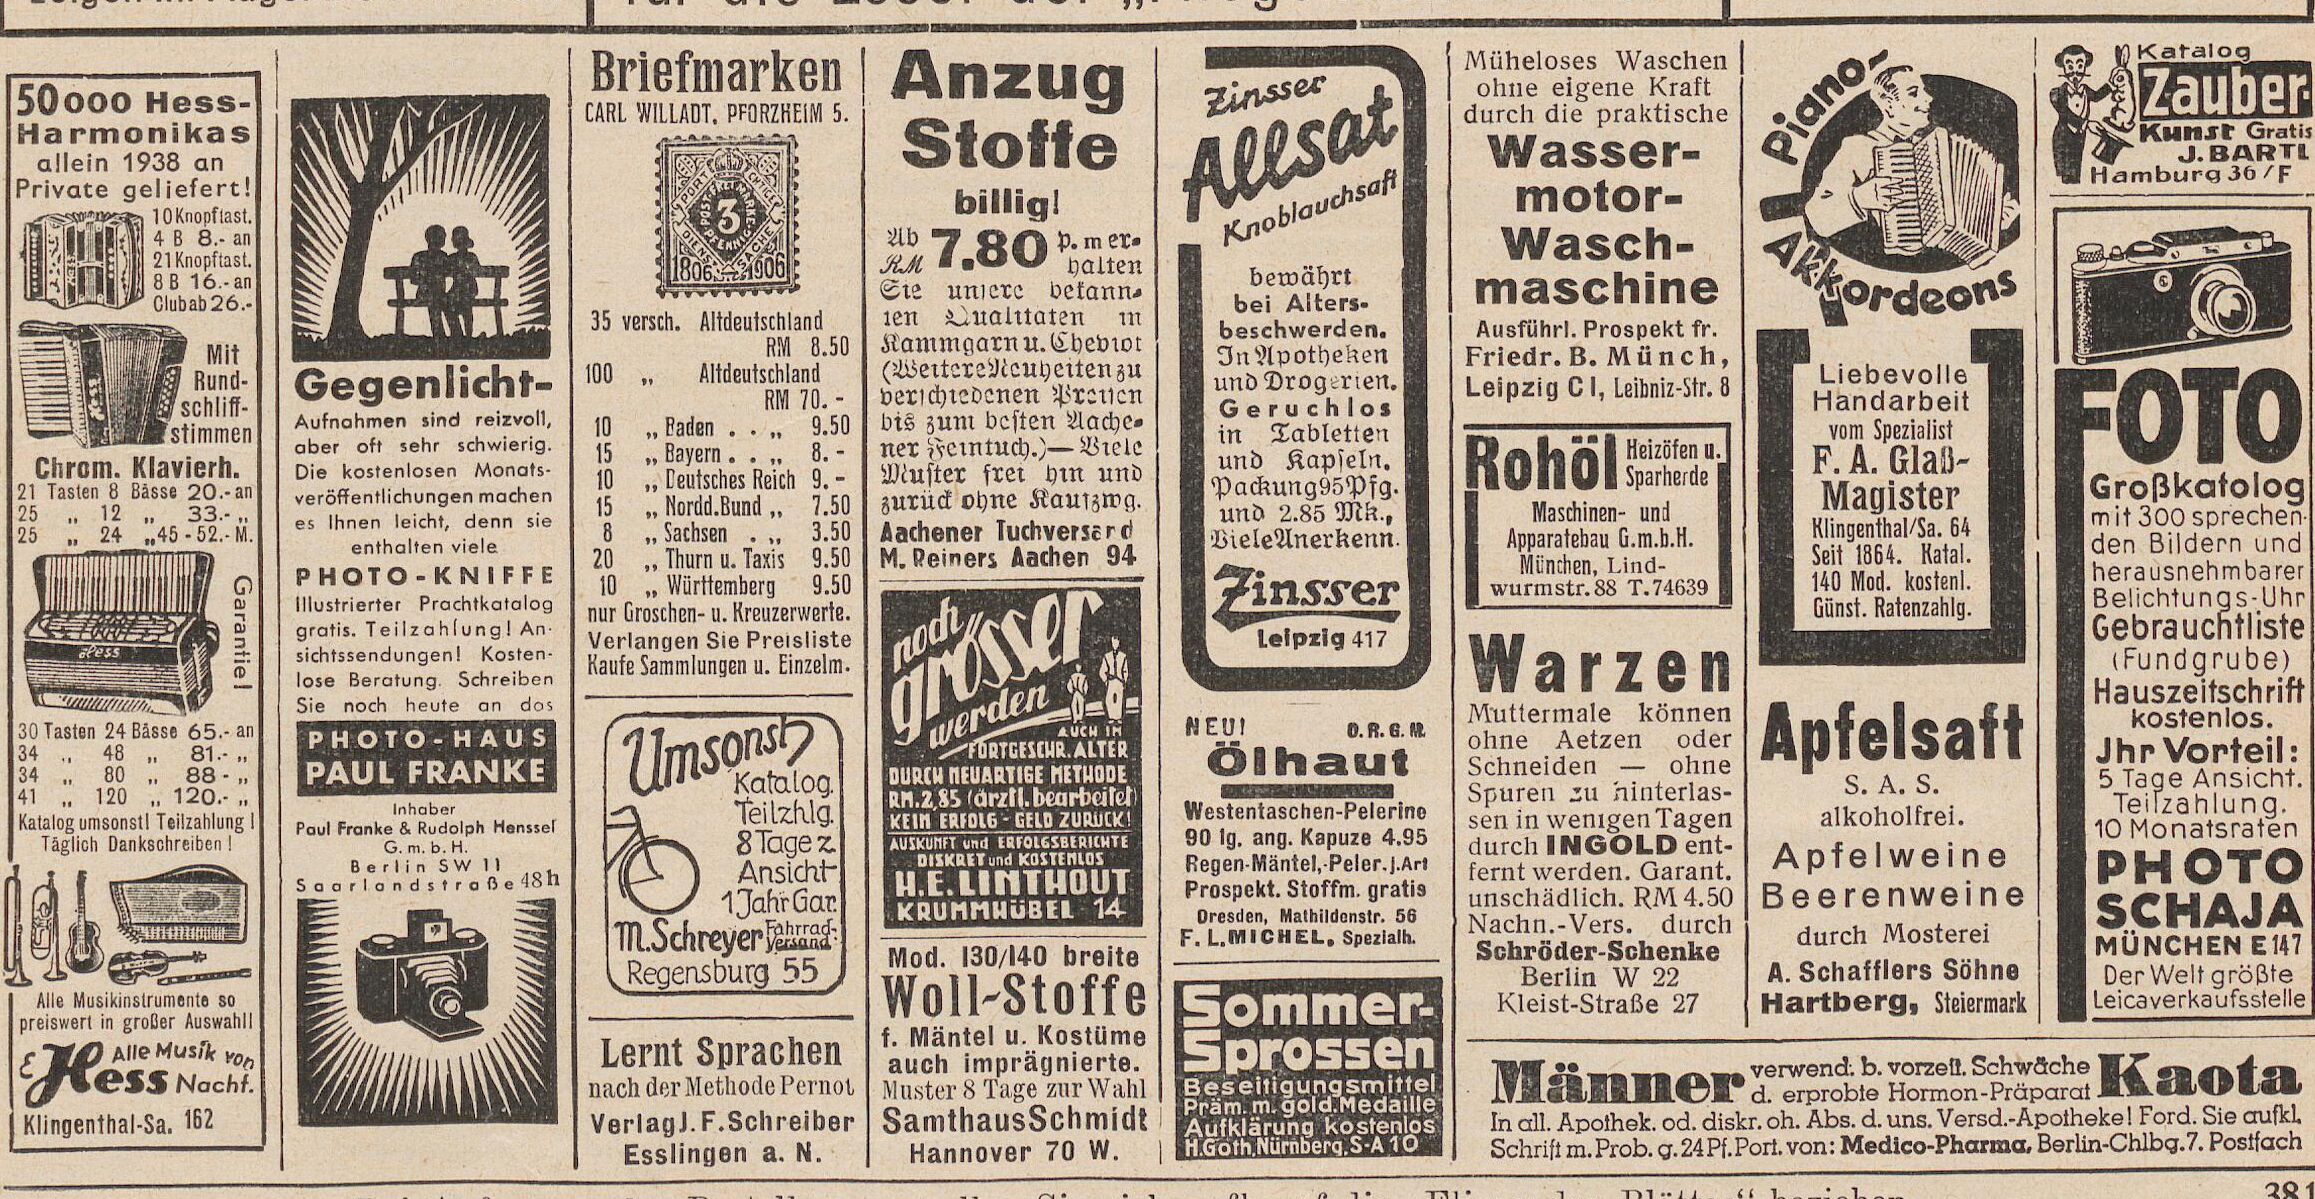 für die Leser der
50000 Hess-
Harmonikas
allein 1938 an
Private geliefert!
10 Knopftast.
4 B 8.- an
21 Knopftast.
8 B 16.- an
Club ab 26.-
Mit
Rund-
schliff-
stimmen
Hess
Chrom. Klavierh.
21 Tasten 8 Bässe 20.- an
25 „ 12 „ 33.- „
25 „ 24 „ 45 - 52.- M.
Garantie!
Hess
30 Tasten 24 Bässe 65.- an
34 „ 48 „ 81.- „
34 „ 80 „ 88.- „
41 „ 120 „ 120.- „
Katalog umsonst! Teilzahlung!
Täglich Dankschreiben!
Alle Musikinstrumente so
preiswert in großer Auswahl!
Hess Alle Musik von
Nachf.
Klingenthal-Sa. 162
Gegenlicht-
Aufnahmen sind reizvoll,
aber oft sehr schwierig.
Die kostenlosen Monats-
veröffentlichungen machen
es Ihnen leicht, denn sie
enthalten viele
PHOTO-KNIFFE
Illustrierter Prachtkatalog
gratis. Teilzahlung! An-
sichtssendungen! Kosten-
lose Beratung. Schreiben
Sie noch heute an das
PHOTO-HAUS
PAUL FRANKE
Inhaber
Paul Franke & Rudolph Henssel
G.m.b.H.
Berlin SW 11
Saarlandstraße 48h
Briefmarken
CARL WILLADT, PFORZHEIM 5.
3
1806 1906
35 versch. Altdeutschland
RM 8.50
100 „ Altdeutschland
RM 70.-
10 „ Baden . . „ 9.50
15 „ Bayern . . „ 8.-
10 „ Deutsches Reich 9.-
15 „ Nordd. Bund „ 7.50
8 „ Sachsen . „ 3.50
20 „ Thurn u. Taxis 9.50
10 „ Württemberg 9.50
nur Groschen- u. Kreuzerwerte.
Verlangen Sie Preisliste
Kaufe Sammlungen u. Einzelm.
Umsonst
Katalog.
Teilzhlg.
8 Tage z.
Ansicht
1 Jahr Gar.
M. Schreyer Fahrrad-
Versand
Regensburg 55
Lernt Sprachen
nach der Methode Pernot
Verlag J. F. Schreiber
Esslingen a. N.
Anzug
Stoffe
billig!
Ab
RM 7.80 p. m er-
halten
Sie unsere bekann-
ten Qualitäten in
Kammgarn u. Cheviot
(Weitere Neuheiten zu
verschiedenen Preisen
bis zum besten Aache-
ner Feintuch.) — Viele
Muster frei hin und
zurück ohne Kaufzwg.
Aachener Tuchversand
M. Reiners Aachen 94
noch
grösser
werden
AUCH IM
FORTGESCHR. ALTER
DURCH NEUARTIGE METHODE
RM. 2,85 (ärztl. bearbeitet)
KEIN ERFOLG - GELD ZURÜCK!
AUSKUNFT und ERFOLGSBERICHTE
DISKRET und KOSTENLOS
H.E. LINTHOUT
KRUMMHÜBEL 14
Mod. 130/140 breite
Woll-Stoffe
f. Mäntel u. Kostüme
auch imprägnierte.
Muster 8 Tage zur Wahl
Samthaus Schmidt
Hannover 70 W.
Zinsser
Allsat
Knoblauchsaft
bewährt
bei Alters-
beschwerden.
In Apotheken
und Drogerien.
Geruchlos
in Tabletten
und Kapseln.
Packung 95 Pfg.
und 2.85 Mk.,
Viele Anerkenn.
Zinsser
Leipzig 417
NEU! D.R.G.M.
Ölhaut
Westentaschen-Pelerine
90 lg. ang. Kapuze 4.95
Regen-Mäntel,-Peler.j.Art
Prospekt. Stoffm. gratis
Dresden, Mathildenstr. 56
F. L. MICHEL, Spezialh.
Sommer-
Sprossen
Beseitigungsmittel
Präm. m. gold. Medaille
Aufklärung kostenlos
H. Goth, Nürnberg, S-A 10
Müheloses Waschen
ohne eigene Kraft
durch die praktische
Wasser-
motor-
Wasch-
maschine
Ausführl. Prospekt fr.
Friedr. B. Münch,
Leipzig C 1, Leibniz-Str. 8
Rohöl Heizöfen u.
Sparherde
Maschinen- und
Apparatebau G.m.b.H.
München, Lind-
wurmstr. 88 T. 74639
Warzen
Muttermale können
ohne Aetzen oder
Schneiden — ohne
Spuren zu hinterlas-
sen in wenigen Tagen
durch INGOLD ent-
fernt werden. Garant.
unschädlich. RM 4.50
Nachn.-Vers. durch
Schröder-Schenke
Berlin W 22
Kleist-Straße 27
Piano-
Akkordeons
Liebevolle
Handarbeit
vom Spezialist
F. A. Glaß-
Magister
Klingenthal/Sa. 64
Seit 1864. Katal.
140 Mod. kostenl.
Günst. Ratenzahlg.
Apfelsaft
S. A. S.
alkoholfrei.
Apfelweine
Beerenweine
durch Mosterei
A. Schafflers Söhne
Hartberg, Steiermark
Katalog
Zauber-
Kunst Gratis
J. BARTL
Hamburg 36/F
FOTO
Großkatolog
mit 300 sprechen-
den Bildern und
herausnehmbarer
Belichtungs-Uhr
Gebrauchtliste
(Fundgrube)
Hauszeitschrift
kostenlos.
Jhr Vorteil:
5 Tage Ansicht.
Teilzahlung.
10 Monatsraten
PHOTO
SCHAJA
MÜNCHEN E 147
Der Welt größte
Leicaverkaufsstelle
Männer verwend. b. vorzeit. Schwäche Kaota
d. erprobte Hormon-Präparat
In all. Apothek. od. diskr. oh. Abs. d. uns. Versd.-Apotheke! Ford. Sie aufkl.
Schrift m. Prob. g. 24 Pf. Port. von: Medico-Pharma, Berlin-Chlbg. 7. Postfach
381